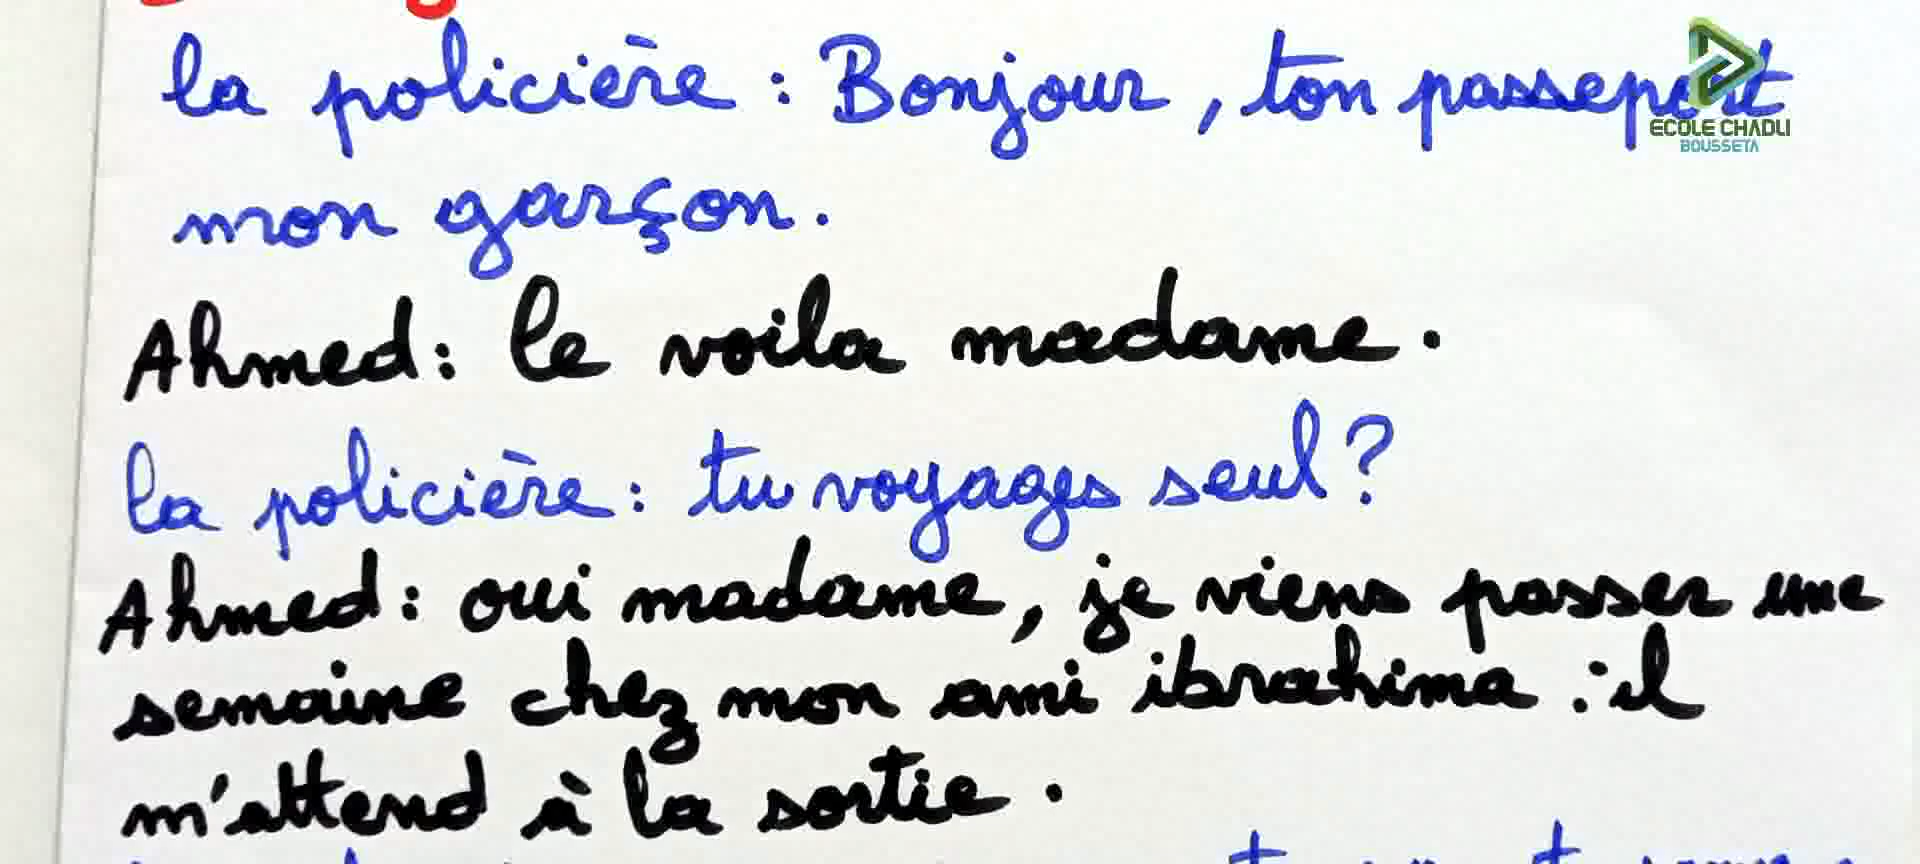 la policière : Bonjour, ton passeport
ECOLE CHADLI
BOUSSETA
mon garçon.
Ahmed: le voila madame.
la policière: tu voyages seul?
Ahmed: oui madame, je viens passer une
semaine chez mon ami ibrahima : il
m'attend à la sortie.